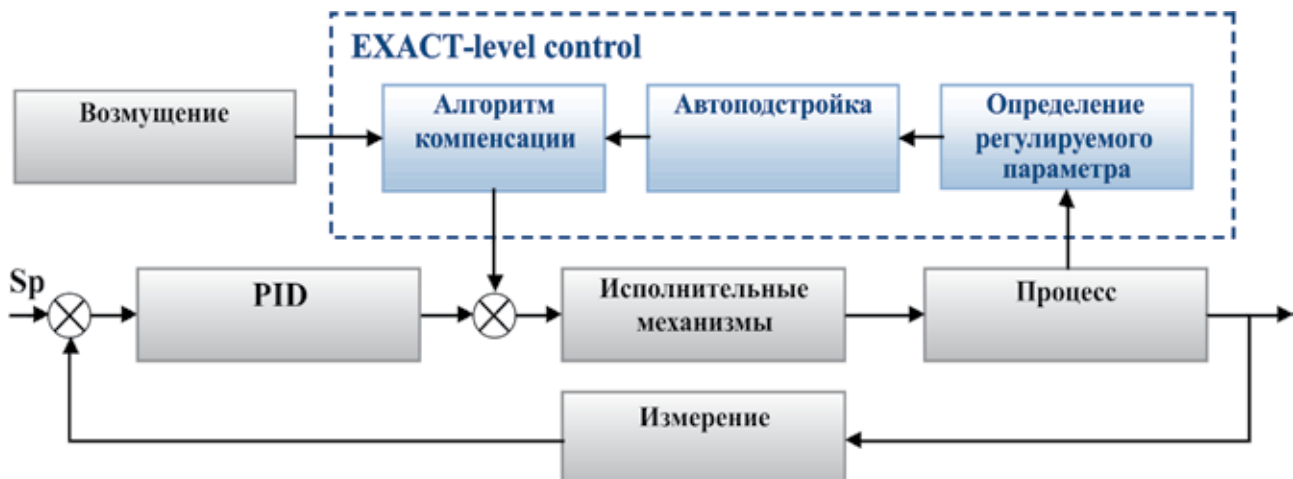 EXACT-level control
Возмущение
Алгоритм
компенсации
Автоподстройка
Определение
регулируемого
параметра
Sp
PID
Исполнительные
механизмы
Процесс
Измерение